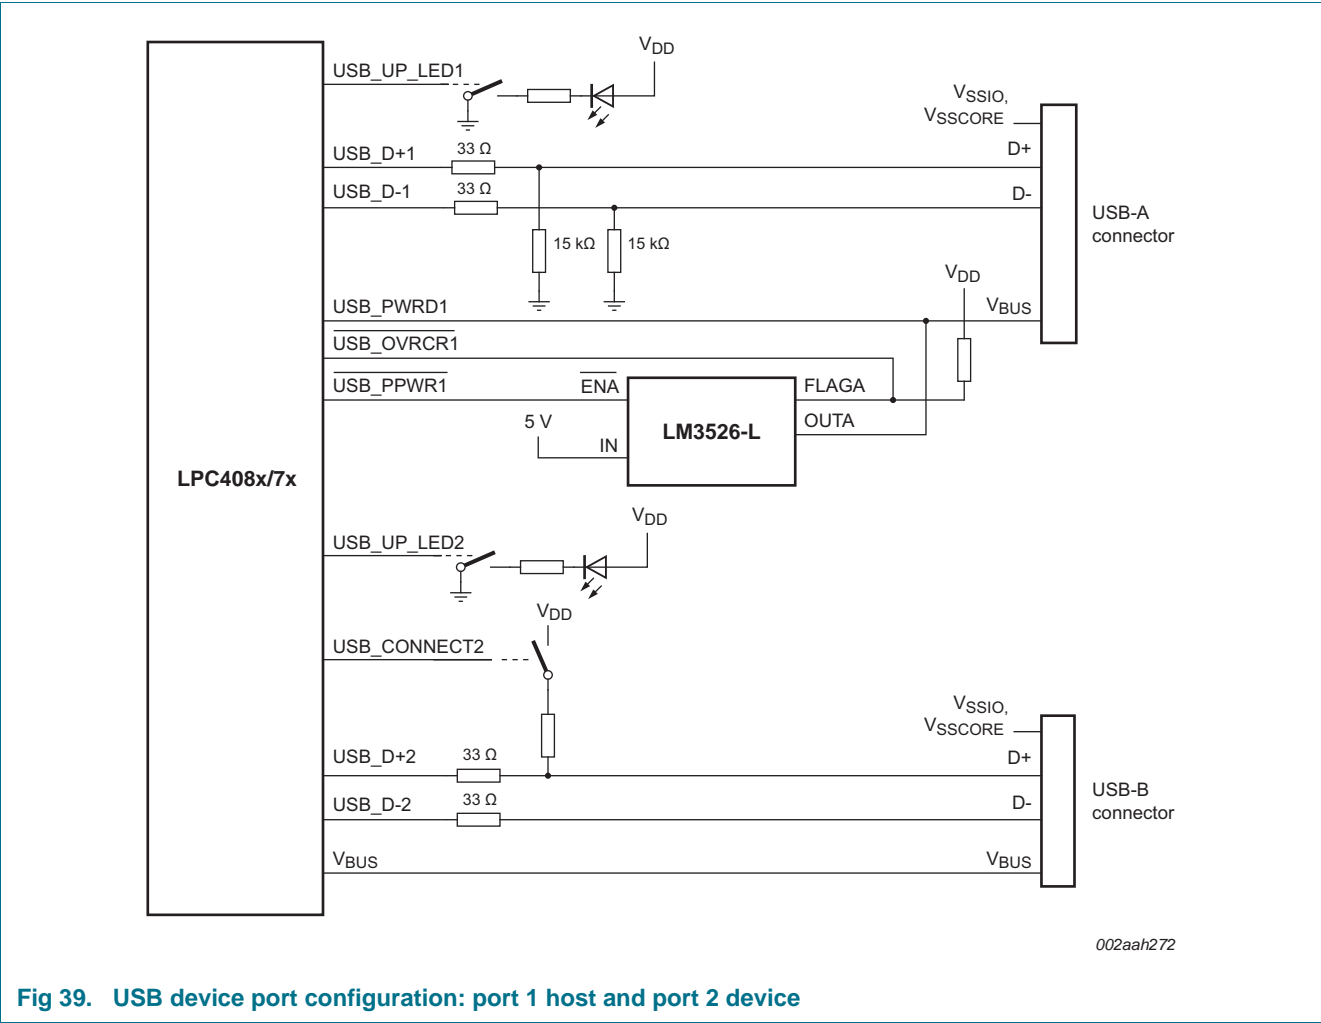 VDD
USB_UP_LED1
VSSIO,
VSSCORE
USB_D+1
33 Ω
D+
USB_D-1
33 Ω
D-
USB-A
connector
15 kΩ
15 kΩ
VDD
USB_PWRD1
VBUS
USB_OVRCR1
USB_PPWR1
ENA
FLAGA
5 V
LM3526-L
OUTA
IN
LPC408x/7x
VDD
USB_UP_LED2
VDD
USB_CONNECT2
VSSIO,
VSSCORE
USB_D+2
33 Ω
D+
USB-B
connector
USB_D-2
33 Ω
D-
VBUS
VBUS
002aah272
Fig 39. USB device port configuration: port 1 host and port 2 device